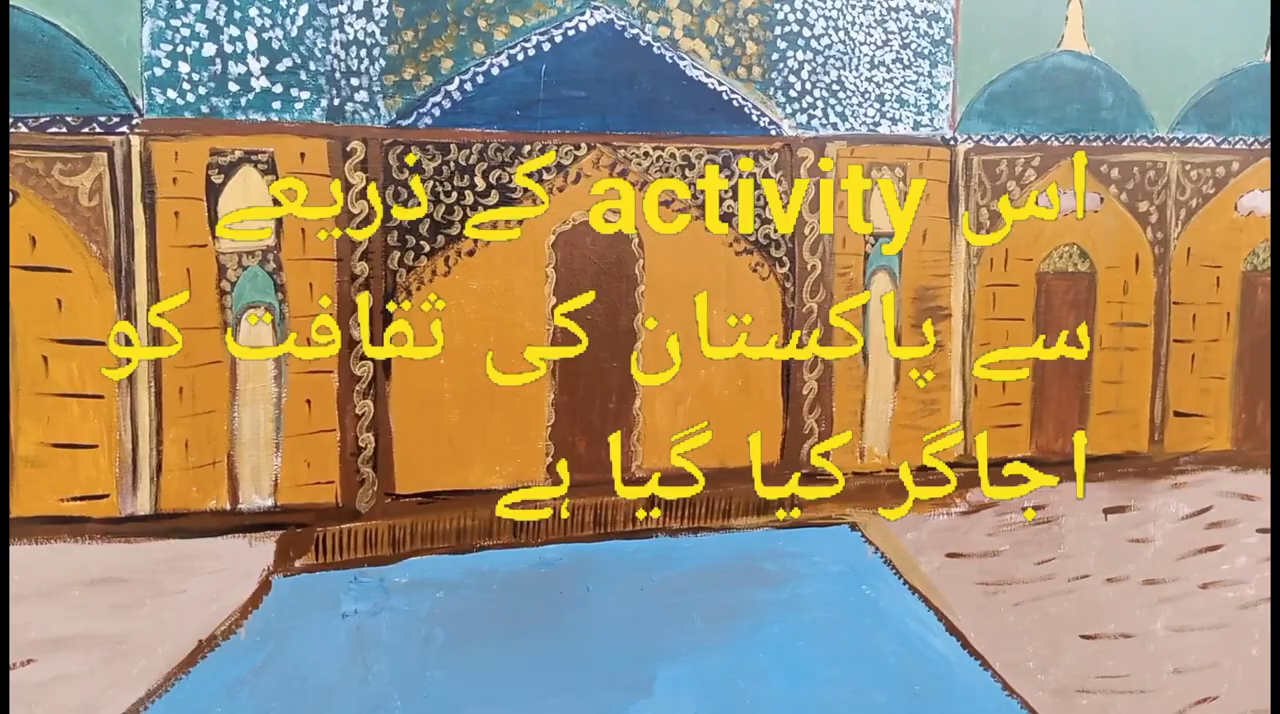 اس activity کے ذریعے
سے پاکستان کی ثقافت کو
اجاگر کیا گیا ہے